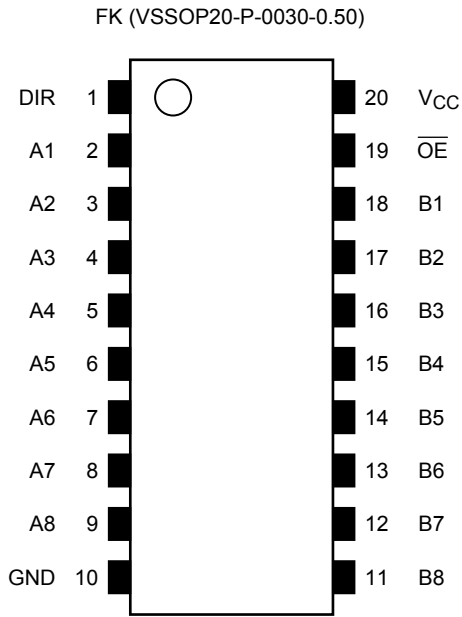 FK (VSSOP20-P-0030-0.50)
DIR 1 20 VCC
A1 2 19 OE
A2 3 18 B1
A3 4 17 B2
A4 5 16 B3
A5 6 15 B4
A6 7 14 B5
A7 8 13 B6
A8 9 12 B7
GND 10 11 B8